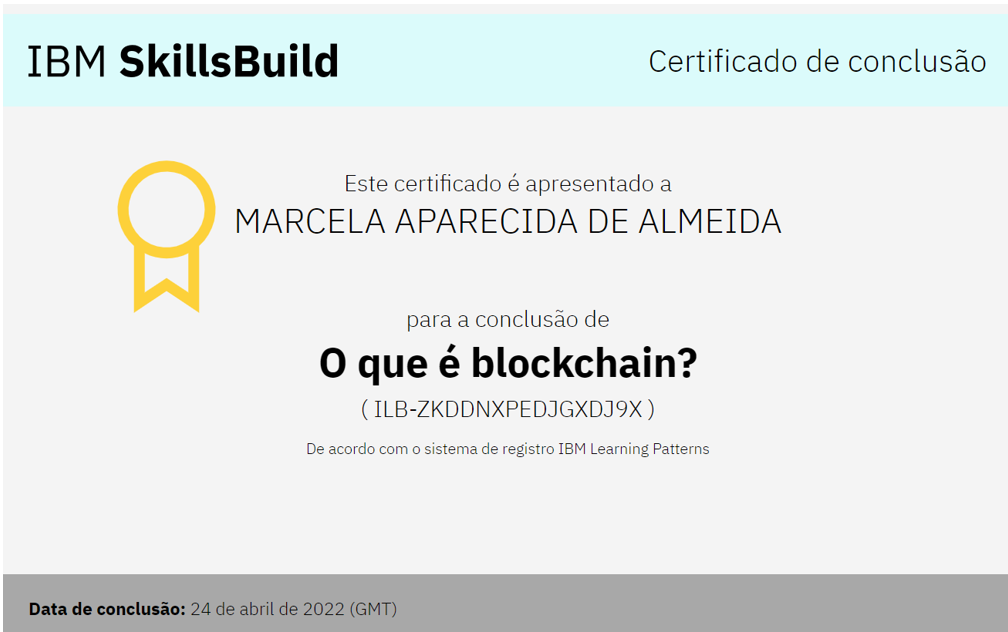 IBM SkillsBuild
Certificado de conclusão
Este certificado é apresentado a
MARCELA APARECIDA DE ALMEIDA
para a conclusão de
O que é blockchain?
( ILB-ZKDDNXPEDJGXDJ9X )
De acordo com o sistema de registro IBM Learning Patterns
Data de conclusão: 24 de abril de 2022 (GMT)